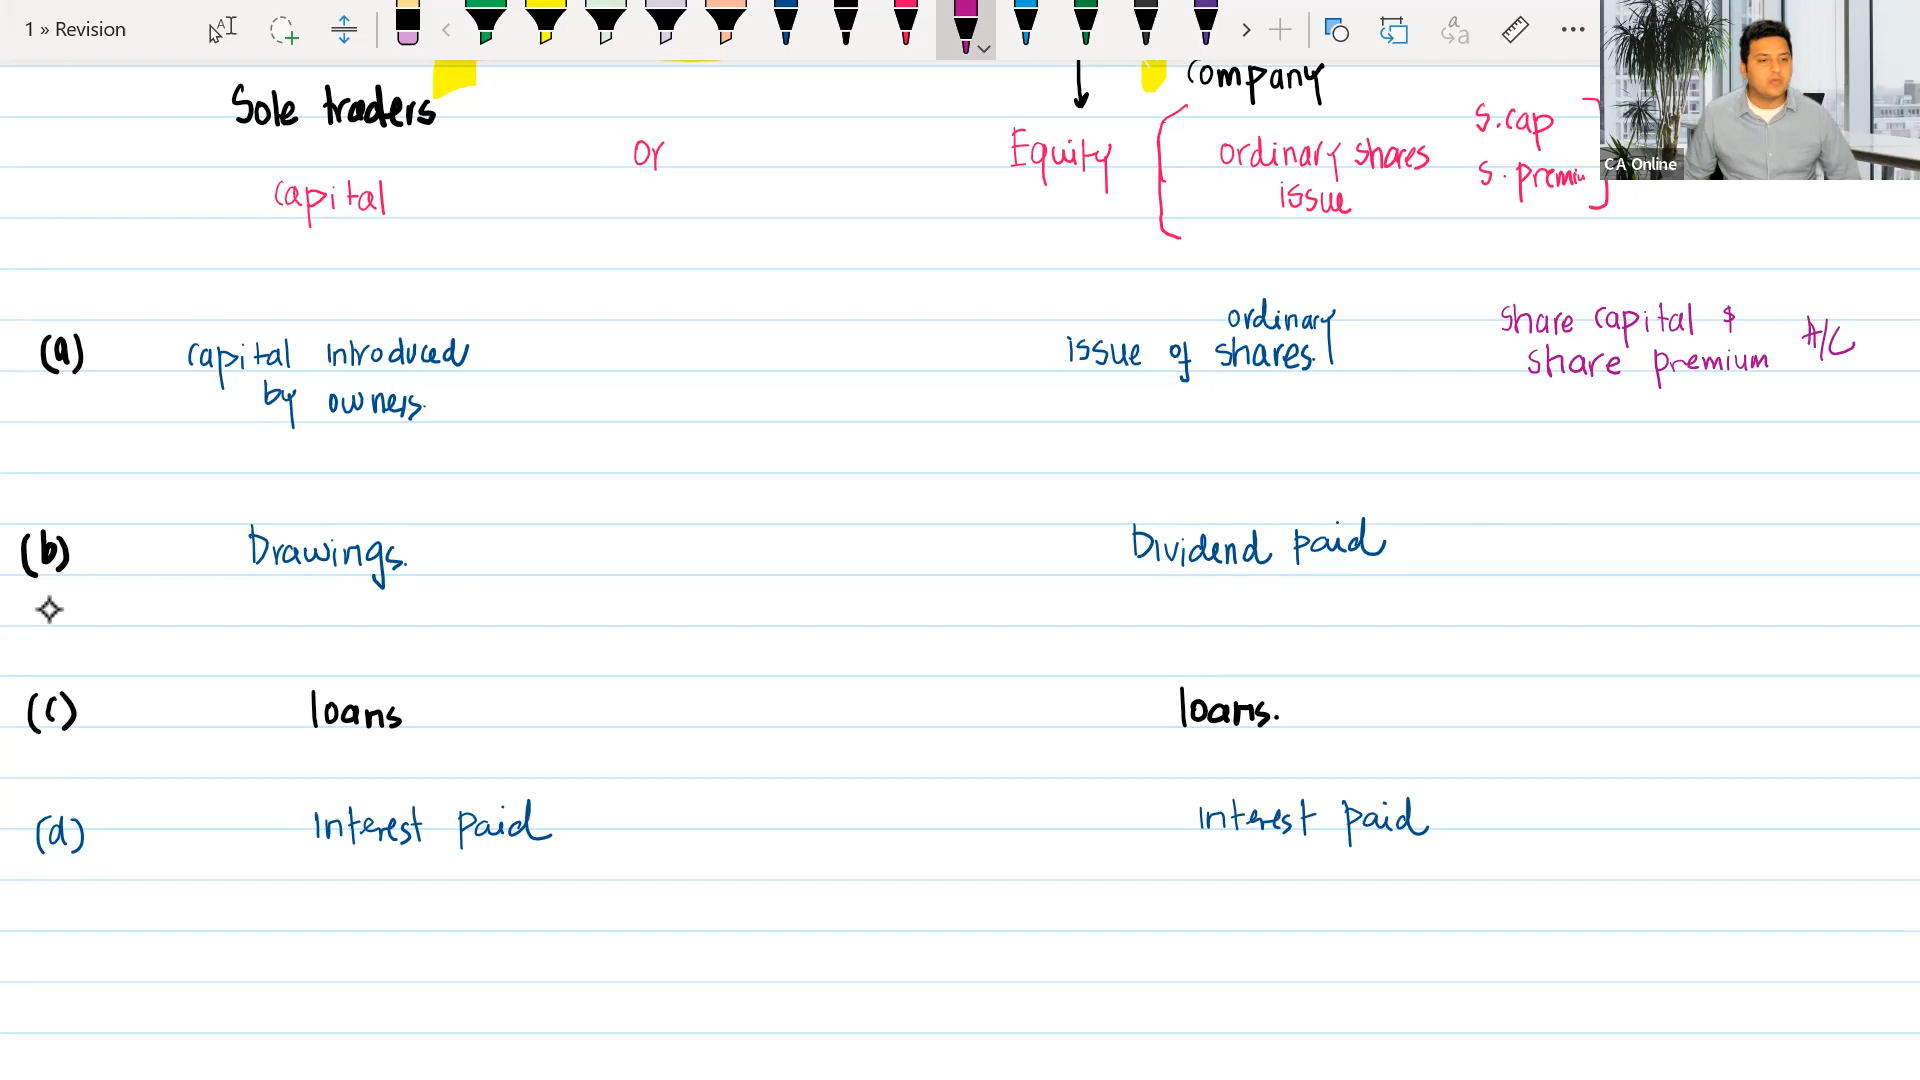 1 » Revision
Sole traders
Company
capital
or
Equity
ordinary shares
issue
S.cap
S. premiu
C A Online
(a)
capital introduced
by owners.
ordinary
issue of shares.
share capital $
share premium
A/C
(b)
Drawings.
Dividend paid
(c)
loans
loans.
(d)
Interest paid
Interest paid